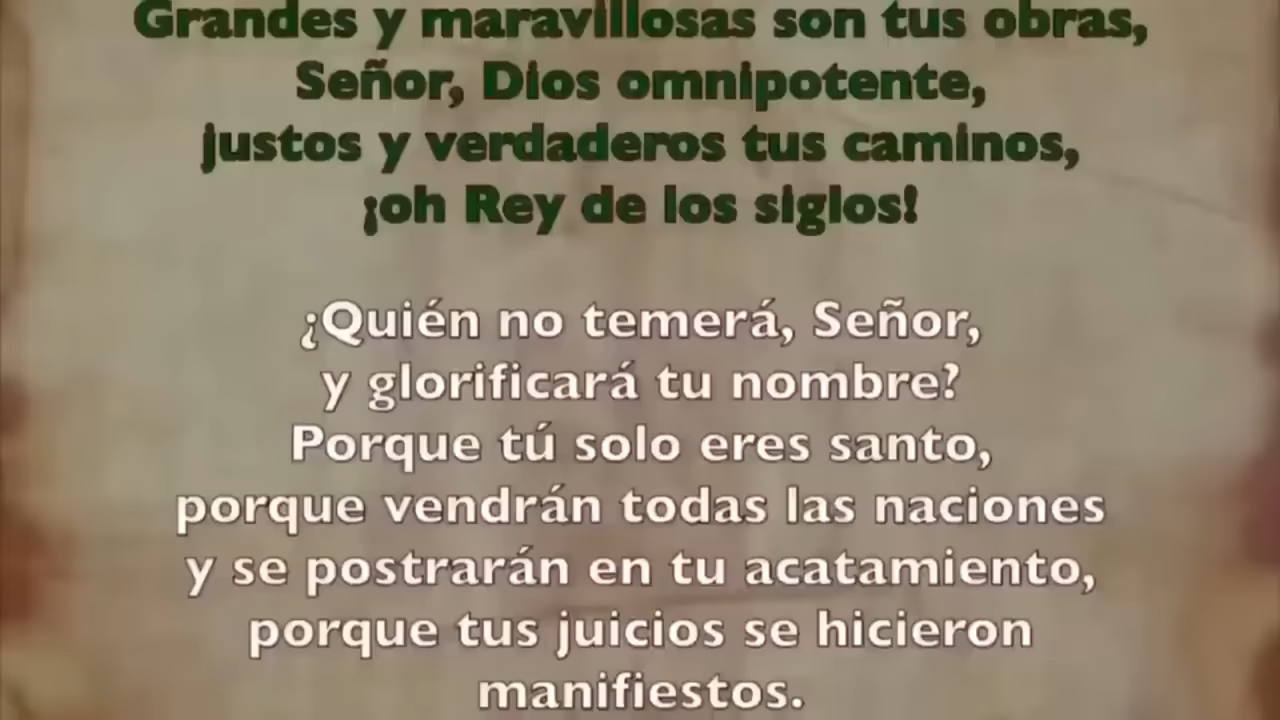 Grandes y maravillosas son tus obras,
Señor, Dios omnipotente,
justos y verdaderos tus caminos,
¡oh Rey de los siglos!
¿Quién no temerá, Señor,
y glorificará tu nombre?
Porque tú solo eres santo,
porque vendrán todas las naciones
y se postrarán en tu acatamiento,
porque tus juicios se hicieron
manifiestos.